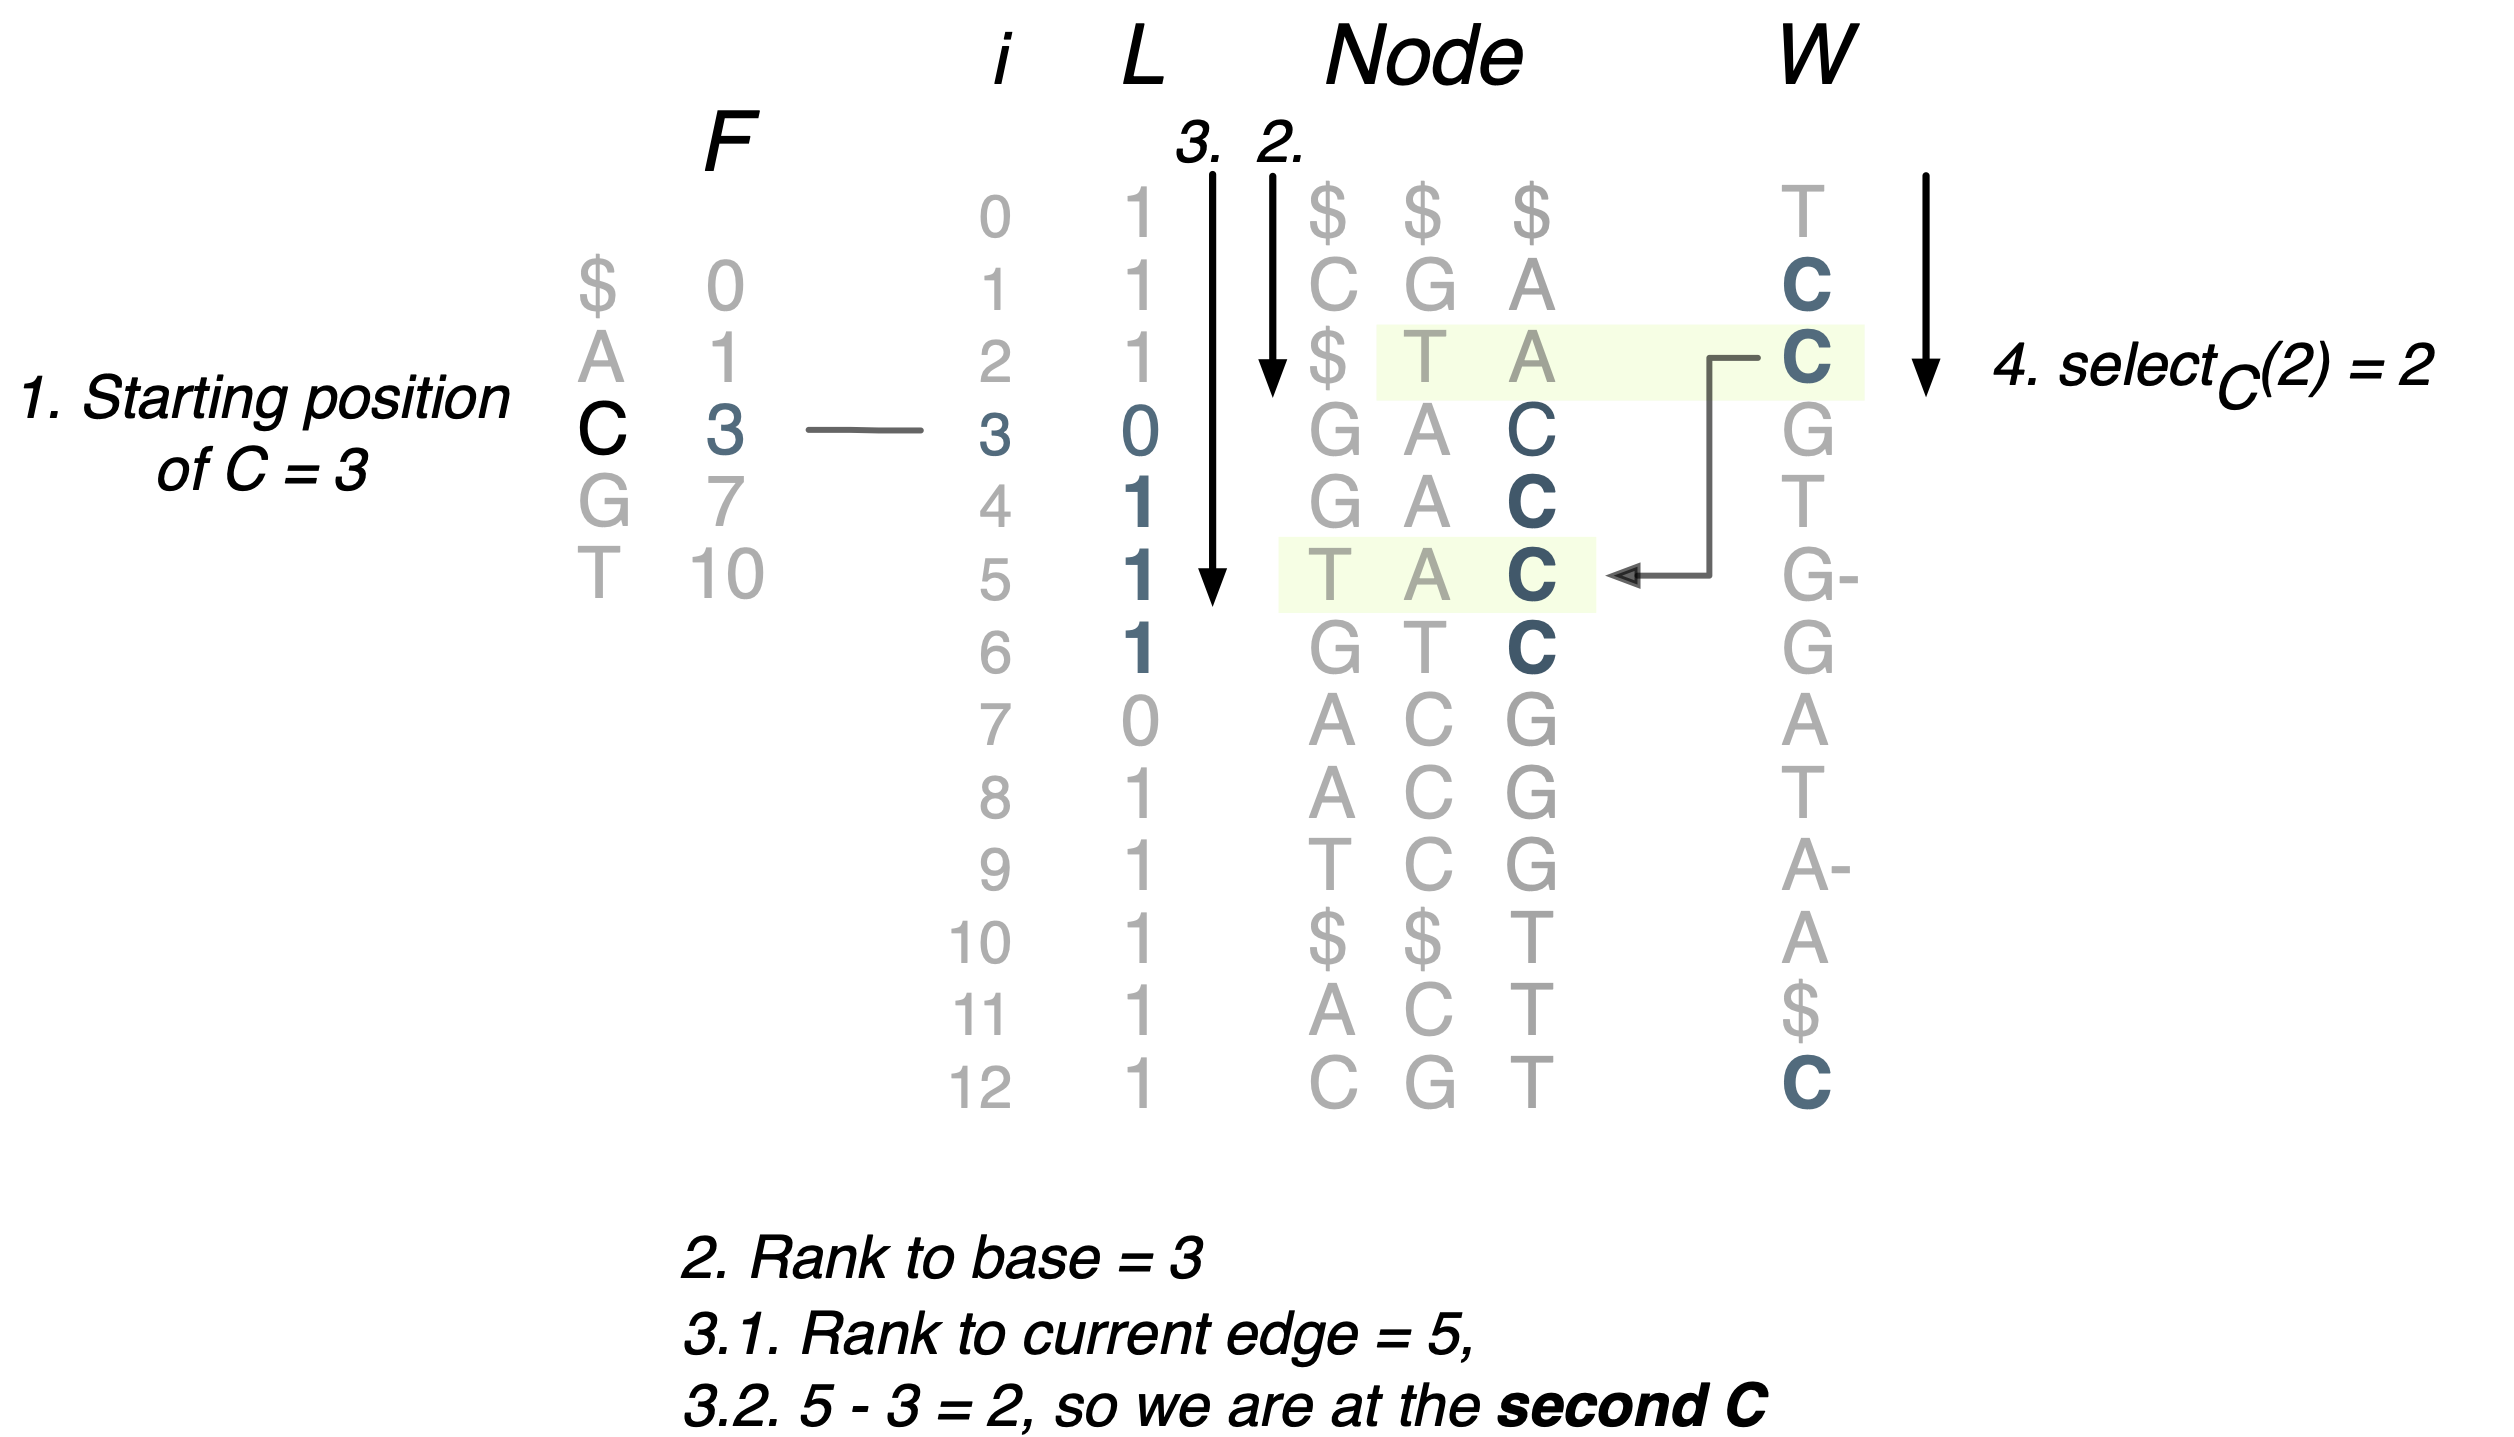 i L Node W
F
3. 2.
0 1 $ $ $ T
$ 0 1 1 C G A C
A 1 2 1 $ T A C
4. selectC(2) = 2
1. Starting position
of C = 3
C 3 3 0 G A C G
G 7 4 1 G A C T
T 10 5 1 T A C G-
6 1 G T C G
7 0 A C G A
8 1 A C G T
9 1 T C G A-
10 1 $ $ T A
11 1 A C T $
12 1 C G T C
2. Rank to base = 3
3.1. Rank to current edge = 5,
3.2. 5 - 3 = 2, so we are at the second C